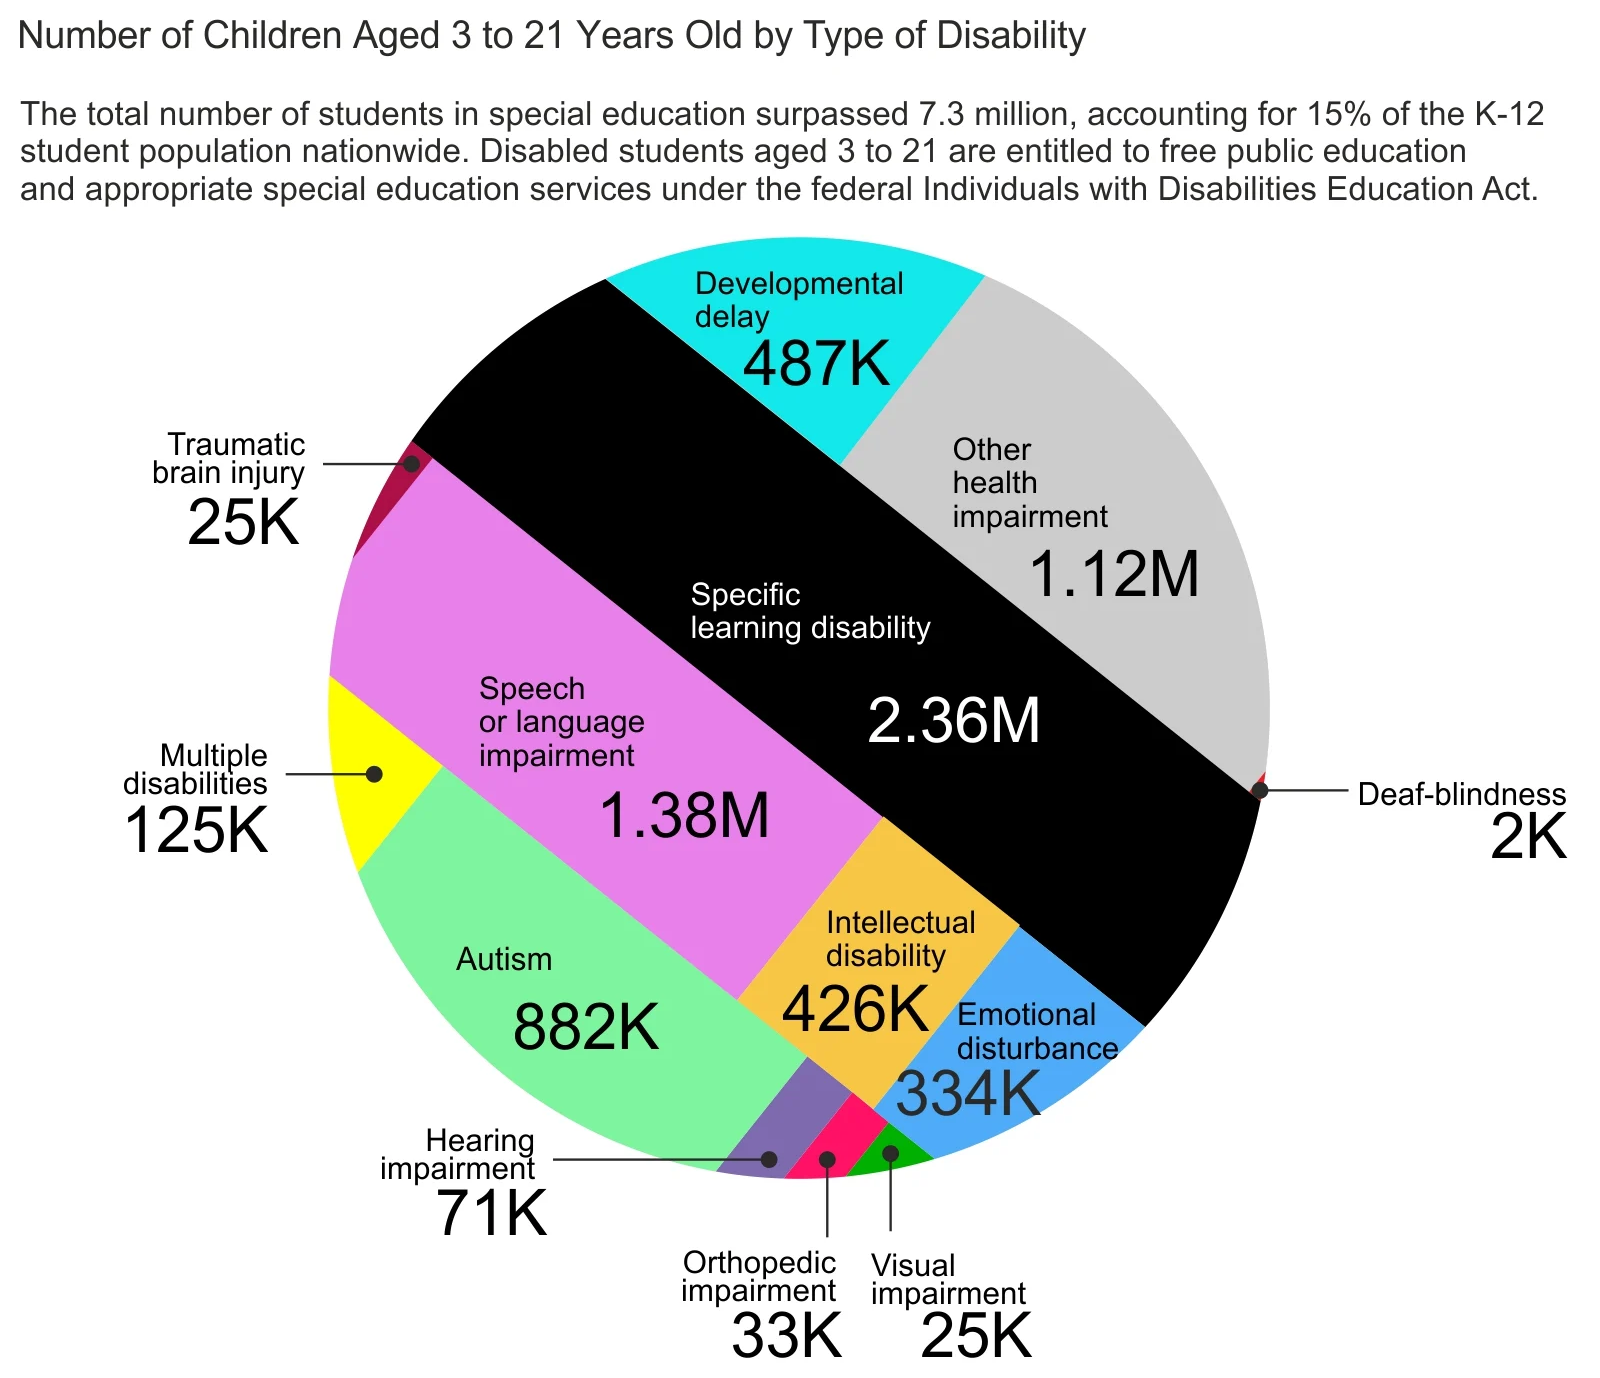 Number of Children Aged 3 to 21 Years Old by Type of Disability
The total number of students in special education surpassed 7.3 million, accounting for 15% of the K-12
student population nationwide. Disabled students aged 3 to 21 are entitled to free public education
and appropriate special education services under the federal Individuals with Disabilities Education Act.
Developmental
delay
487K
Other
health
impairment
1.12M
Traumatic
brain injury
25K
Specific
learning disability
2.36M
Speech
or language
impairment
1.38M
Multiple
disabilities
125K
Deaf-blindness
2K
Intellectual
disability
426K
Autism
882K
Emotional
disturbance
334K
Hearing
impairment
71K
Orthopedic
impairment
33K
Visual
impairment
25K